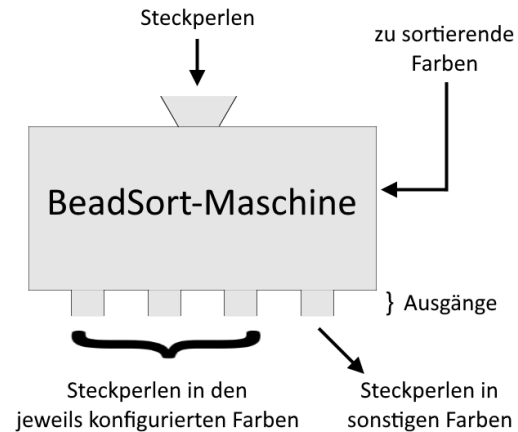 Steckperlen
zu sortierende
Farben
BeadSort-Maschine
} Ausgänge
Steckperlen in den
jeweils konfigurierten Farben
Steckperlen in
sonstigen Farben